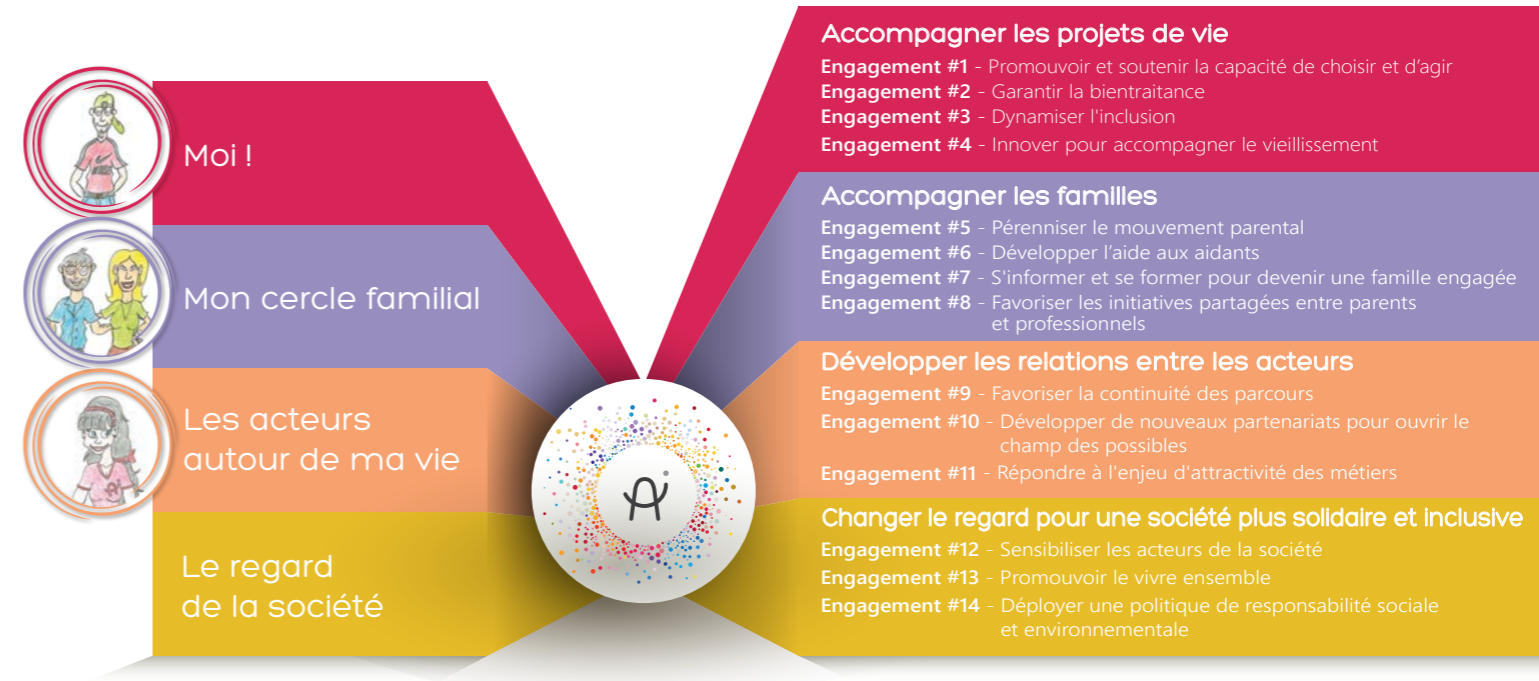 Moi !
Mon cercle familial
Les acteurs
autour de ma vie
Le regard
de la société
Ai
Accompagner les projets de vie
Engagement #1 - Promouvoir et soutenir la capacité de choisir et d’agir
Engagement #2 - Garantir la bientraitance
Engagement #3 - Dynamiser l'inclusion
Engagement #4 - Innover pour accompagner le vieillissement
Accompagner les familles
Engagement #5 - Pérenniser le mouvement parental
Engagement #6 - Développer l’aide aux aidants
Engagement #7 - S'informer et se former pour devenir une famille engagée
Engagement #8 - Favoriser les initiatives partagées entre parents
et professionnels
Développer les relations entre les acteurs
Engagement #9 - Favoriser la continuité des parcours
Engagement #10 - Développer de nouveaux partenariats pour ouvrir le
champ des possibles
Engagement #11 - Répondre à l'enjeu d'attractivité des métiers
Changer le regard pour une société plus solidaire et inclusive
Engagement #12 - Sensibiliser les acteurs de la société
Engagement #13 - Promouvoir le vivre ensemble
Engagement #14 - Déployer une politique de responsabilité sociale
et environnementale